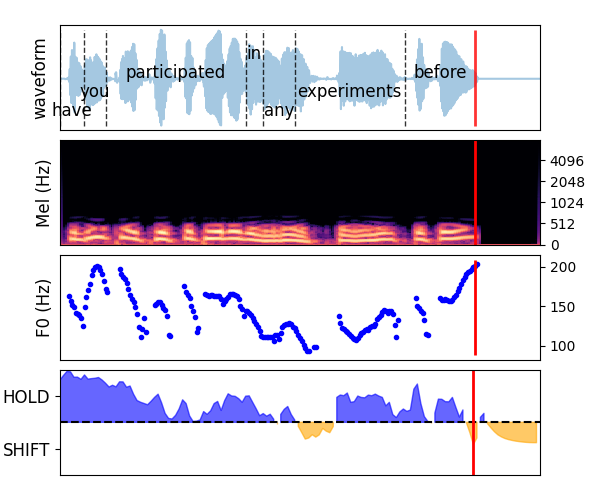 waveform
have
you
participated
in
any
experiments
before
Mel (Hz)
4096
2048
1024
512
0
F0 (Hz)
200
150
100
HOLD
SHIFT